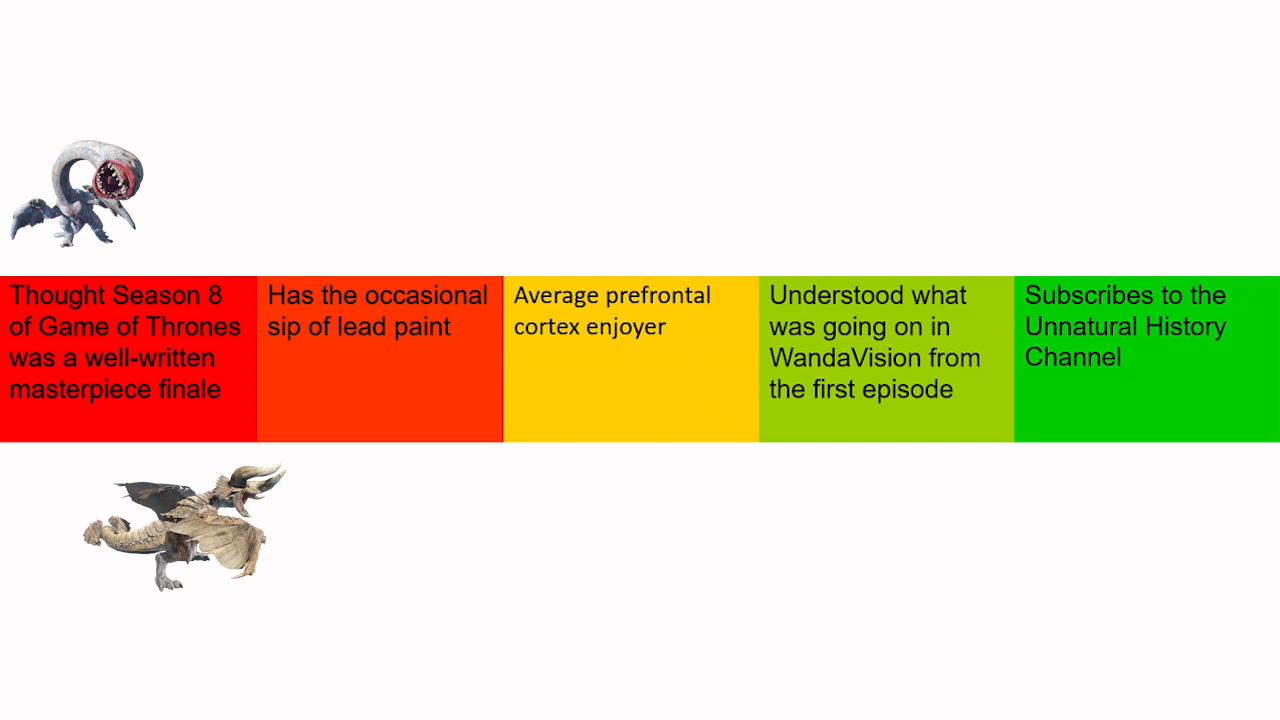 Thought Season 8
of Game of Thrones
was a well-written
masterpiece finale
Has the occasional
sip of lead paint
Average prefrontal
cortex enjoyer
Understood what
was going on in
WandaVision from
the first episode
Subscribes to the
Unnatural History
Channel